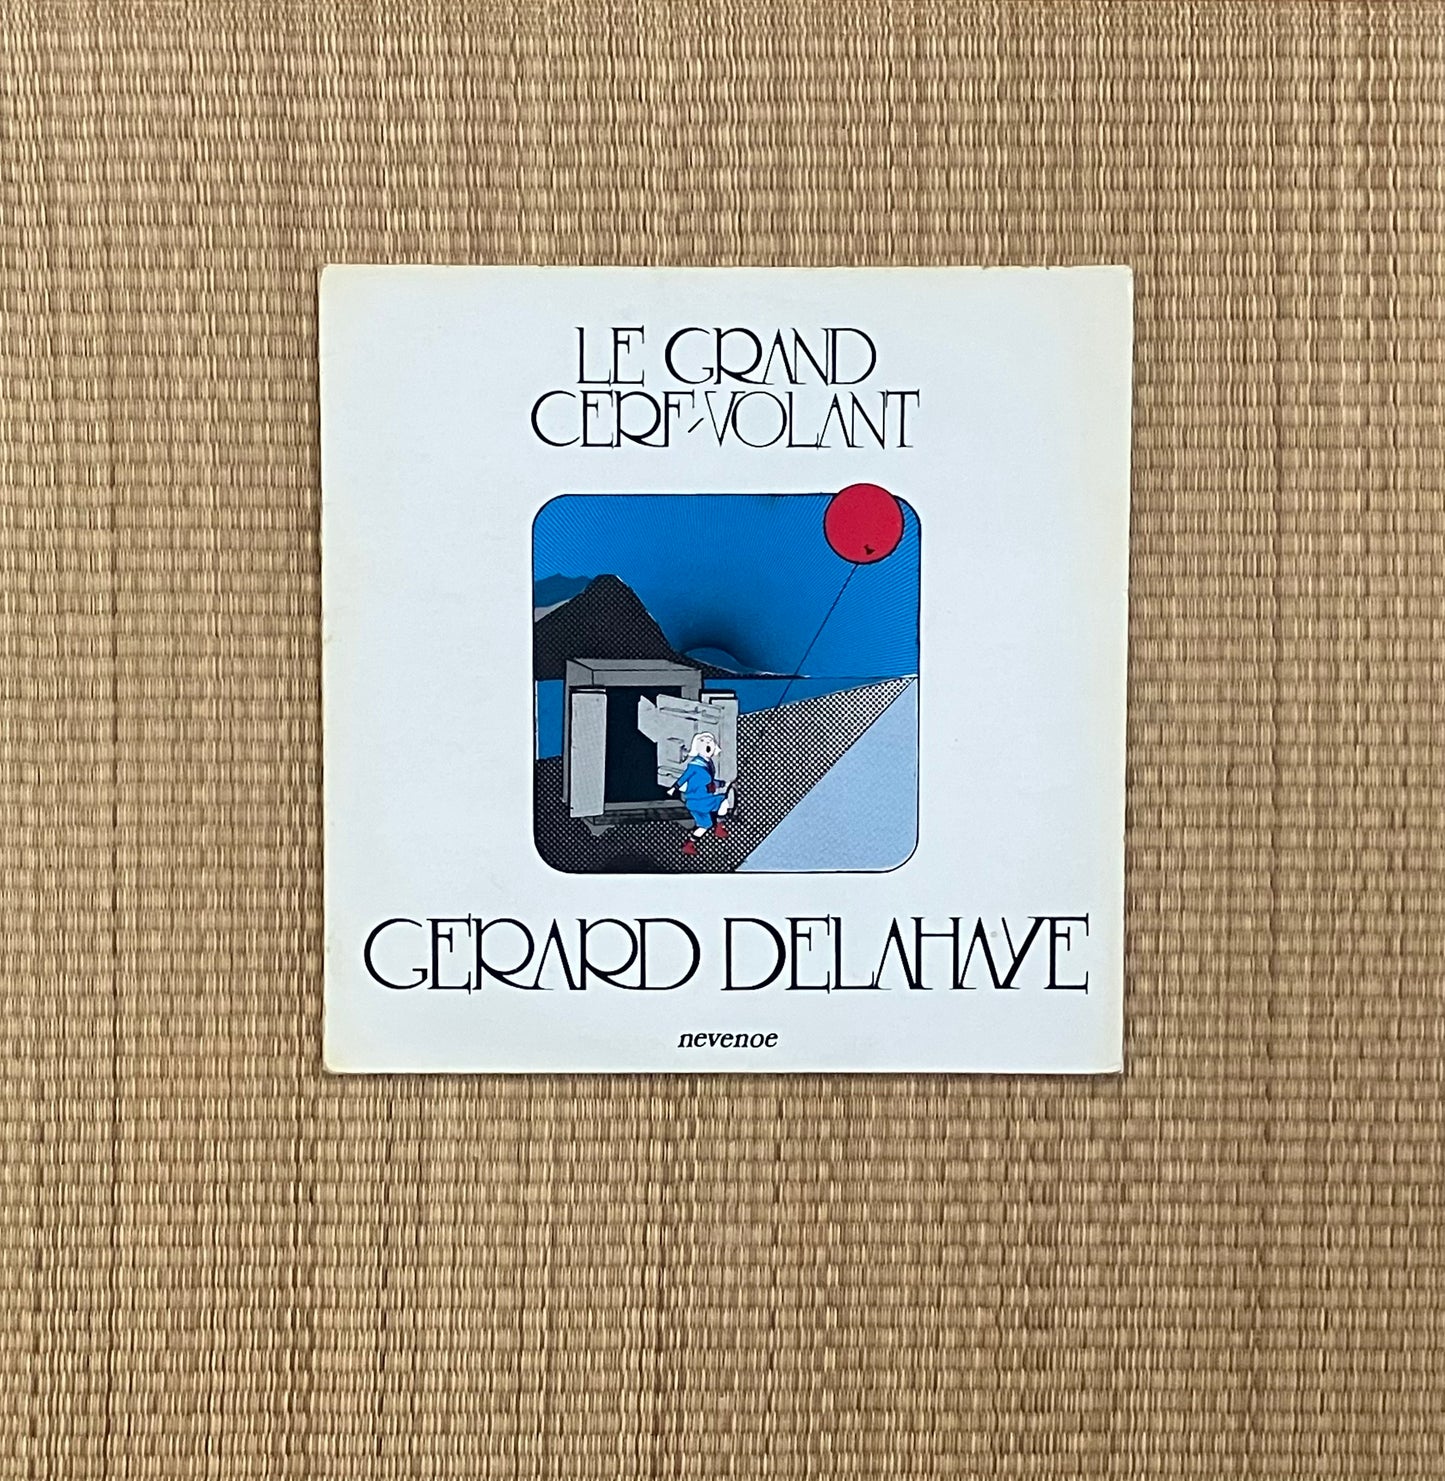 LE GRAND
CERF-VOLANT
GERARD DELAHAYE
nevenoe